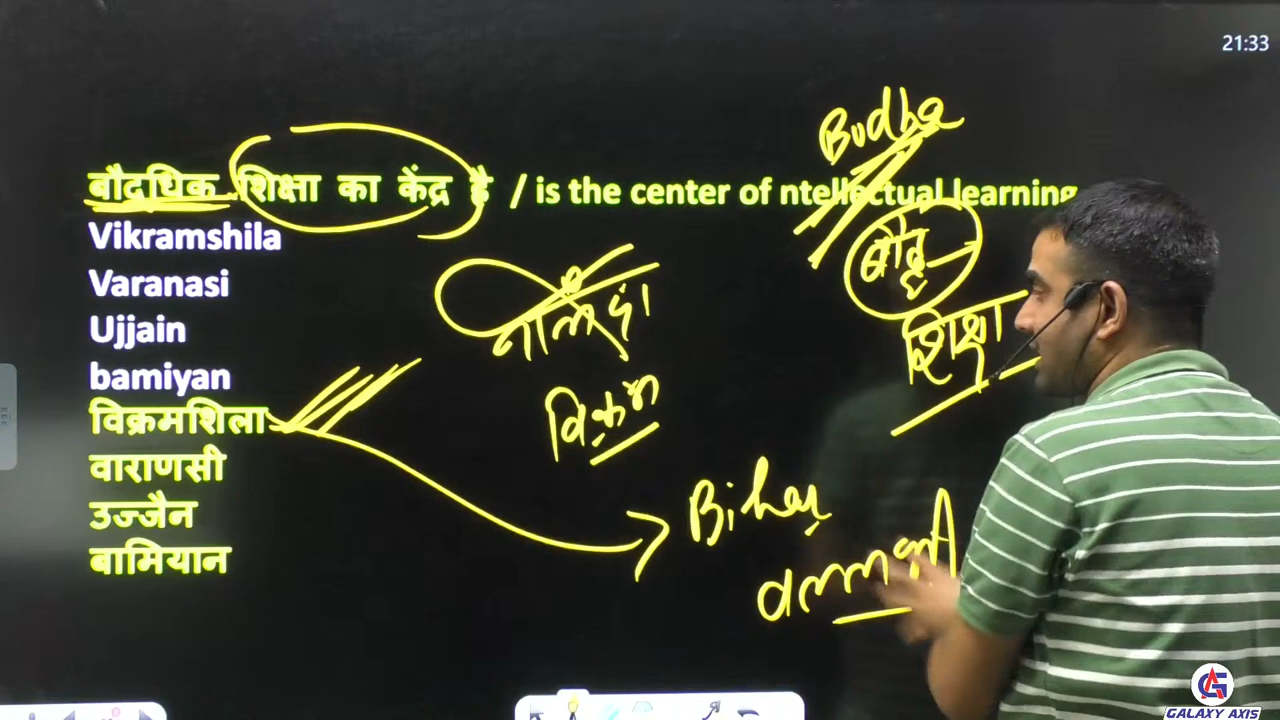 21:33
Budha
बौद्धिक शिक्षा का केंद्र है / is the center of ntellectual learning
Vikramshila
Varanasi
Ujjain
bamiyan
विक्रमशिला
वाराणसी
उज्जैन
बामियान
नालंदा
विक्रम
बौद्ध
शिक्षा
Bihar
GALAXY AXIS